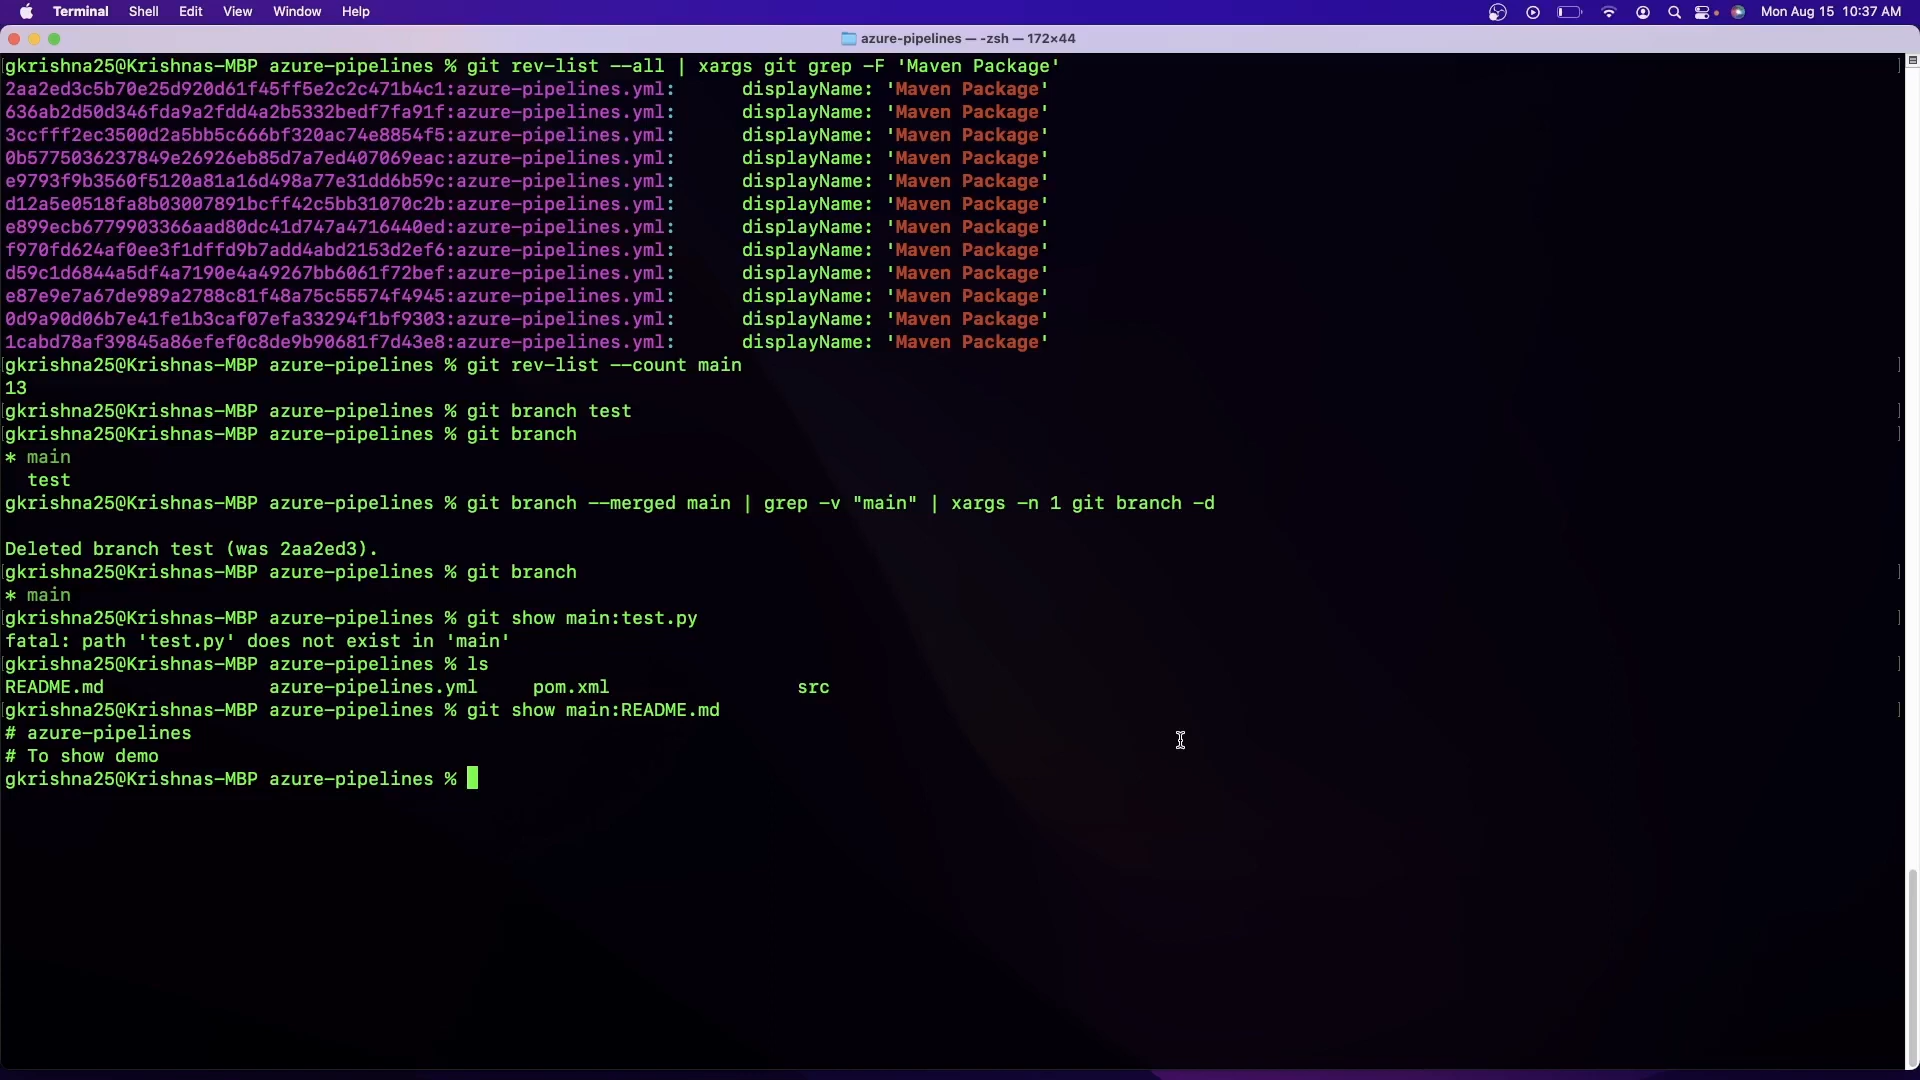 Terminal Shell Edit View Window Help Mon Aug 15 10:37 AM
azure-pipelines — -zsh — 172×44
gkrishna25@Krishnas-MBP azure-pipelines % git rev-list --all | xargs git grep -F 'Maven Package'
2aa2ed3c5b70e25d920d61f45ff5e2c2c471b4c1:azure-pipelines.yml: displayName: 'Maven Package'
636ab2d50d346fda9a2fdd4a2b5332bedf7fa91f:azure-pipelines.yml: displayName: 'Maven Package'
3ccfff2ec3500d2a5bb5c666bf320ac74e8854f5:azure-pipelines.yml: displayName: 'Maven Package'
0b5775036237849e26926eb85d7a7ed407069eac:azure-pipelines.yml: displayName: 'Maven Package'
e9793f9b3560f5120a81a16d498a77e31dd6b59c:azure-pipelines.yml: displayName: 'Maven Package'
d12a5e0518fa8b03007891bcff42c5bb31070c2b:azure-pipelines.yml: displayName: 'Maven Package'
e899ecb6779903366aad80dc41d747a4716440ed:azure-pipelines.yml: displayName: 'Maven Package'
f970fd624af0ee3f1dffd9b7add4abd2153d2ef6:azure-pipelines.yml: displayName: 'Maven Package'
d59c1d6844a5df4a7190e4a49267bb6061f72bef:azure-pipelines.yml: displayName: 'Maven Package'
e87e9e7a67de989a2788c81f48a75c55574f4945:azure-pipelines.yml: displayName: 'Maven Package'
0d9a90d06b7e41fe1b3caf07efa33294f1bf9303:azure-pipelines.yml: displayName: 'Maven Package'
1cabd78af39845a86efef0c8de9b90681f7d43e8:azure-pipelines.yml: displayName: 'Maven Package'
gkrishna25@Krishnas-MBP azure-pipelines % git rev-list --count main
13
gkrishna25@Krishnas-MBP azure-pipelines % git branch test
gkrishna25@Krishnas-MBP azure-pipelines % git branch
* main
test
gkrishna25@Krishnas-MBP azure-pipelines % git branch --merged main | grep -v "main" | xargs -n 1 git branch -d
Deleted branch test (was 2aa2ed3).
gkrishna25@Krishnas-MBP azure-pipelines % git branch
* main
gkrishna25@Krishnas-MBP azure-pipelines % git show main:test.py
fatal: path 'test.py' does not exist in 'main'
gkrishna25@Krishnas-MBP azure-pipelines % ls
README.md azure-pipelines.yml pom.xml src
gkrishna25@Krishnas-MBP azure-pipelines % git show main:README.md
# azure-pipelines
# To show demo
gkrishna25@Krishnas-MBP azure-pipelines %